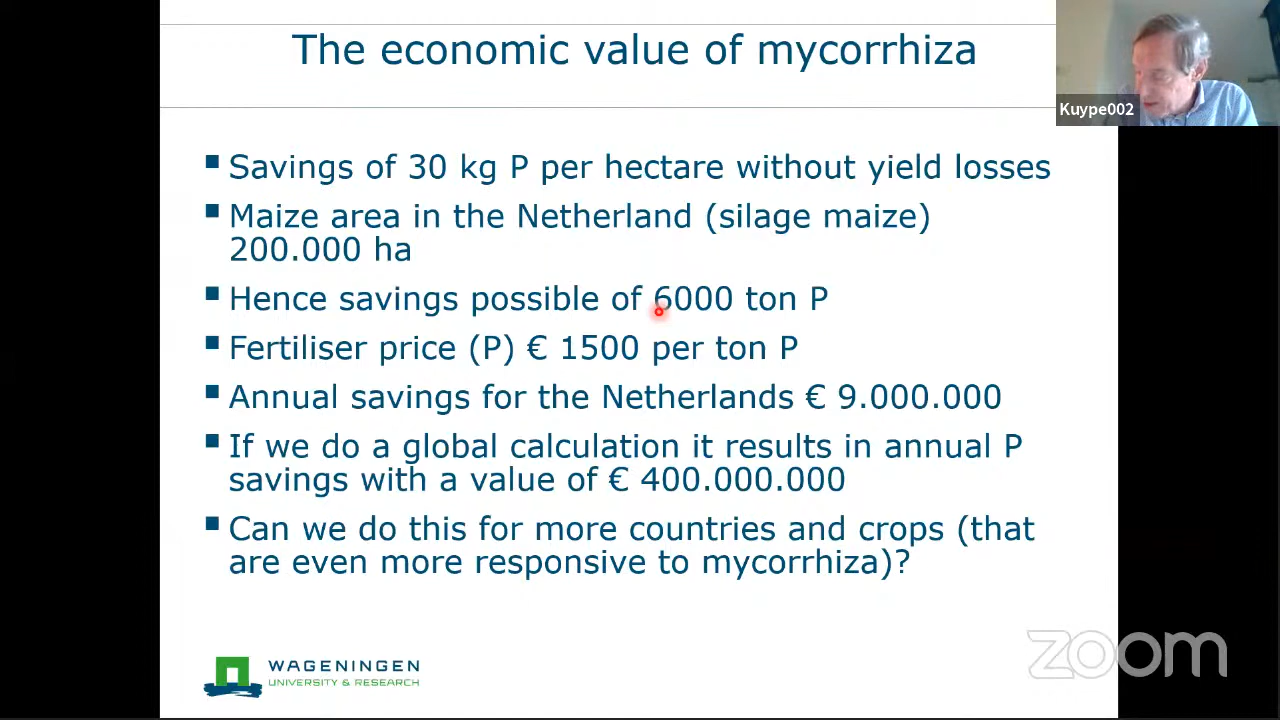 The economic value of mycorrhiza
Kuype002
▪ Savings of 30 kg P per hectare without yield losses
▪ Maize area in the Netherland (silage maize)
200.000 ha
▪ Hence savings possible of 6000 ton P
▪ Fertiliser price (P) € 1500 per ton P
▪ Annual savings for the Netherlands € 9.000.000
▪ If we do a global calculation it results in annual P
savings with a value of € 400.000.000
▪ Can we do this for more countries and crops (that
are even more responsive to mycorrhiza)?
WAGENINGEN
UNIVERSITY & RESEARCH
zoom